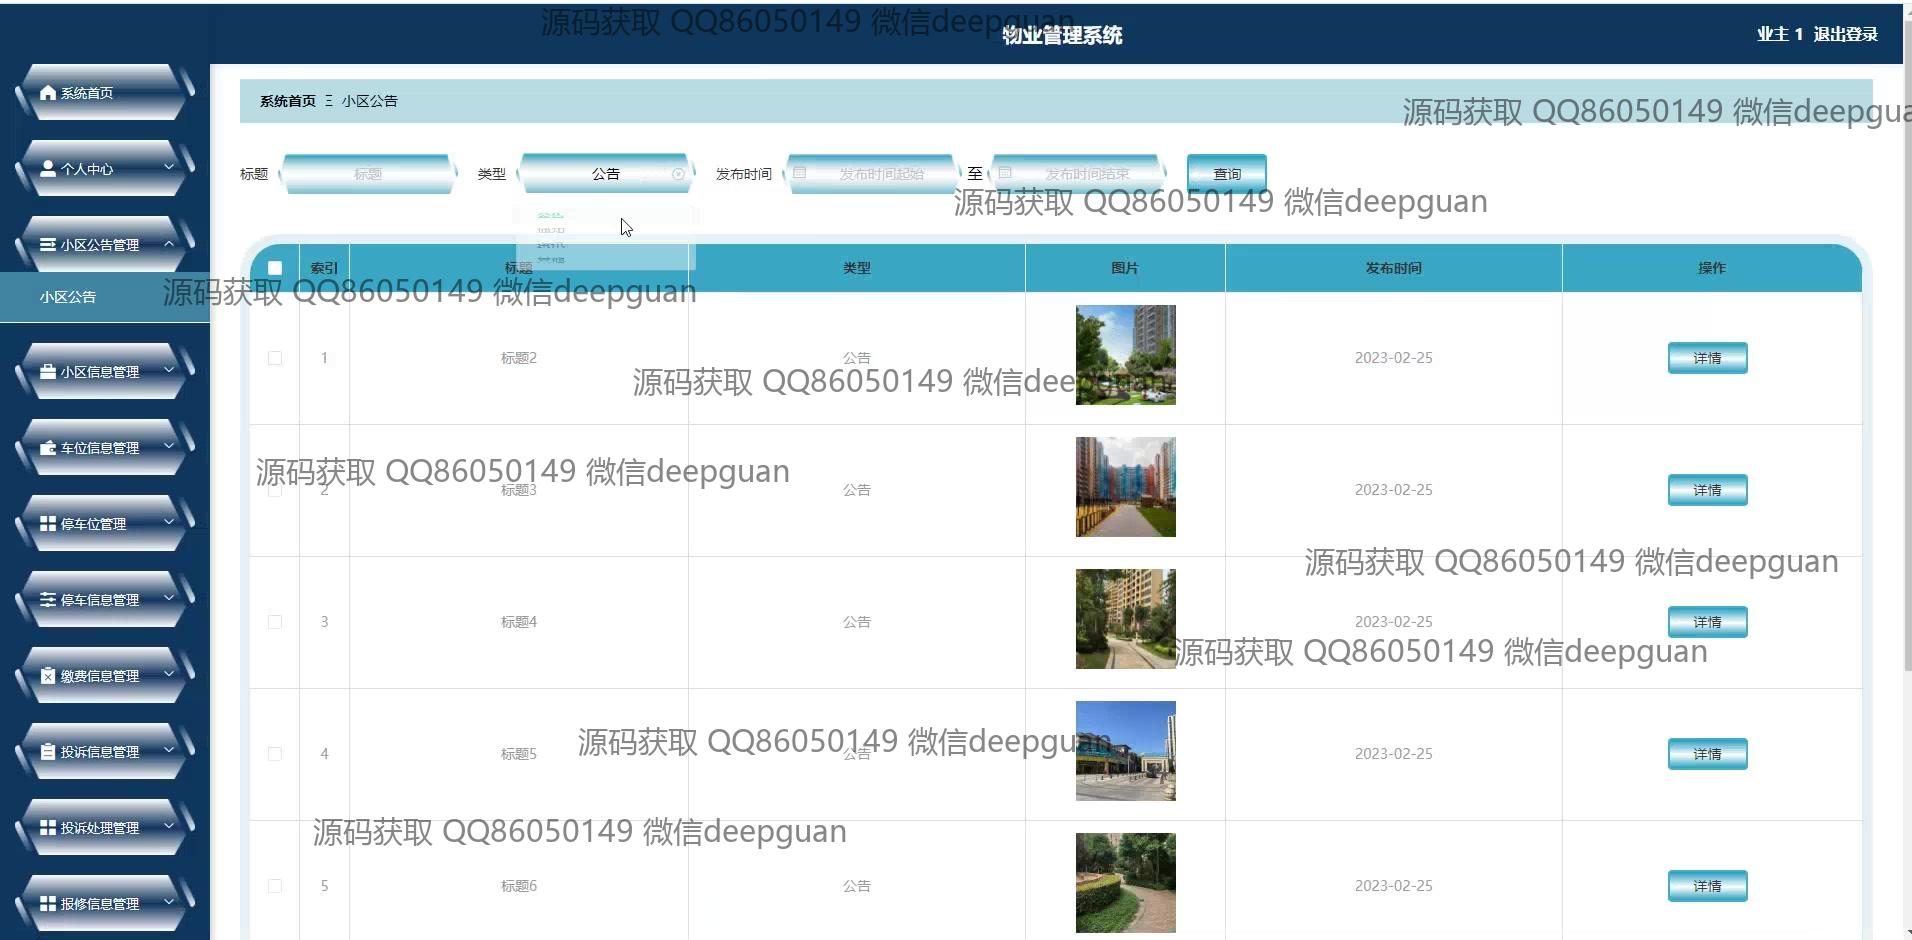 源码获取 QQ86050149 微信deepguan
物业管理系统
业主 1 退出登录
系统首页
个人中心
小区公告管理
小区公告
小区信息管理
车位信息管理
停车位管理
停车信息管理
缴费信息管理
投诉信息管理
投诉处理管理
报修信息管理
系统首页 Ξ 小区公告
源码获取 QQ86050149 微信deepgua
标题 标题 类型 公告 发布时间 发布时间起始 至 发布时间结束 查询
源码获取 QQ86050149 微信deepguan
索引 标题 类型 图片 发布时间 操作
源码获取 QQ86050149 微信deepguan
1 标题2 公告 2023-02-25 详情
源码获取 QQ86050149 微信deepguan
源码获取 QQ86050149 微信deepguan
2 标题3 公告 2023-02-25 详情
源码获取 QQ86050149 微信deepguan
3 标题4 公告 2023-02-25 详情
源码获取 QQ86050149 微信deepguan
源码获取 QQ86050149 微信deepguan
4 标题5 公告 2023-02-25 详情
源码获取 QQ86050149 微信deepguan
5 标题6 公告 2023-02-25 详情